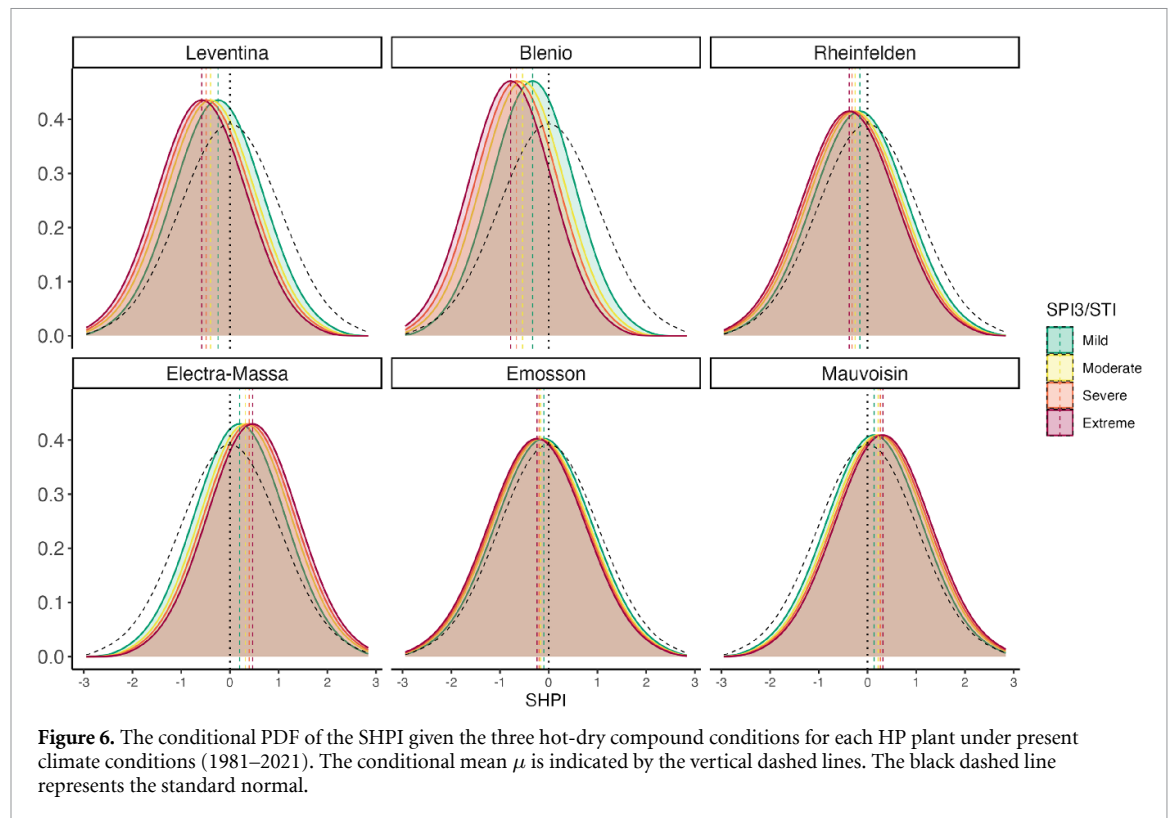 Leventina Blenio Rheinfelden
0.4
0.3
0.2
0.1
0.0
Electra-Massa Emosson Mauvoisin
0.4
0.3
0.2
0.1
0.0
-3 -2 -1 0 1 2 3 -3 -2 -1 0 1 2 3 -3 -2 -1 0 1 2 3
SHPI
SPI3/STI
Mild
Moderate
Severe
Extreme
Figure 6. The conditional PDF of the SHPI given the three hot-dry compound conditions for each HP plant under present
climate conditions (1981–2021). The conditional mean μ is indicated by the vertical dashed lines. The black dashed line
represents the standard normal.